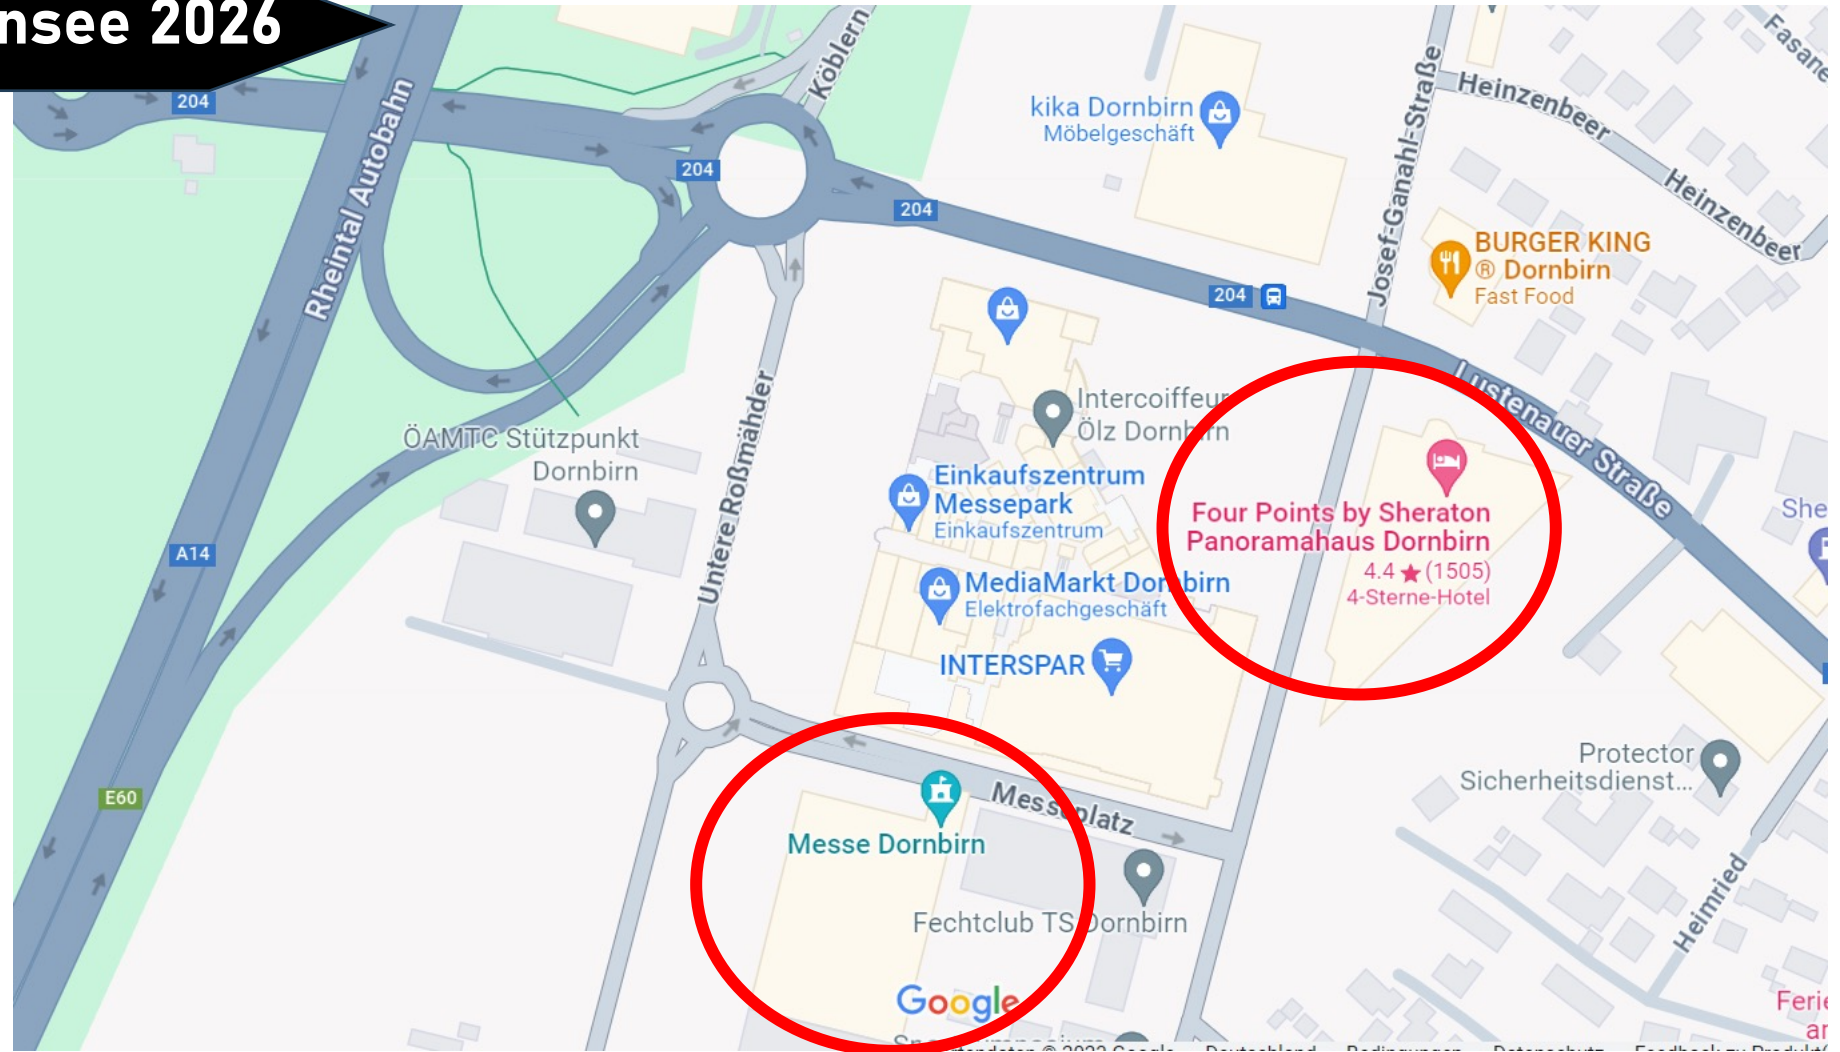 nsee 2026
204
Rheintal Autobahn
Köblern
204
204
kika Dornbirn
Möbelgeschäft
Josef-Ganahl-Straße
Heinzenbeer
Heinzenbeer
BURGER KING
® Dornbirn
Fast Food
204
Lustenauer Straße
ÖAMTC Stützpunkt
Dornbirn
Untere Roßmähder
Intercoiffeur
Ölz Dornbirn
Einkaufszentrum
Messepark
Einkaufszentrum
MediaMarkt Dornbirn
Elektrofachgeschäft
INTERSPAR
Four Points by Sheraton
Panoramahaus Dornbirn
4.4 ★ (1505)
4-Sterne-Hotel
She
A14
E60
Messeplatz
Messe Dornbirn
Fechtclub TS Dornbirn
Protector
Sicherheitsdienst...
Heimried
Google
Ferie